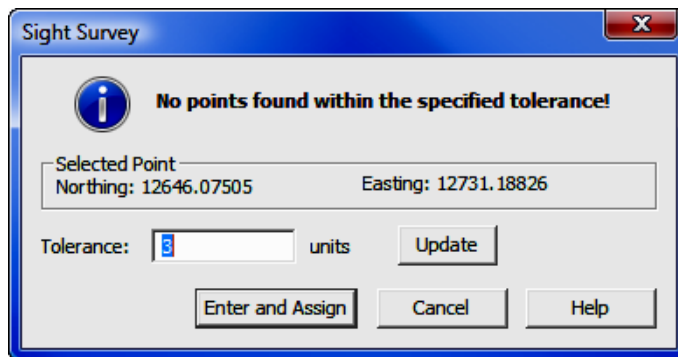 Sight Survey
No points found within the specified tolerance!
Selected Point
Northing: 12646.07505 Easting: 12731.18826
Tolerance: 3 units Update
Enter and Assign Cancel Help